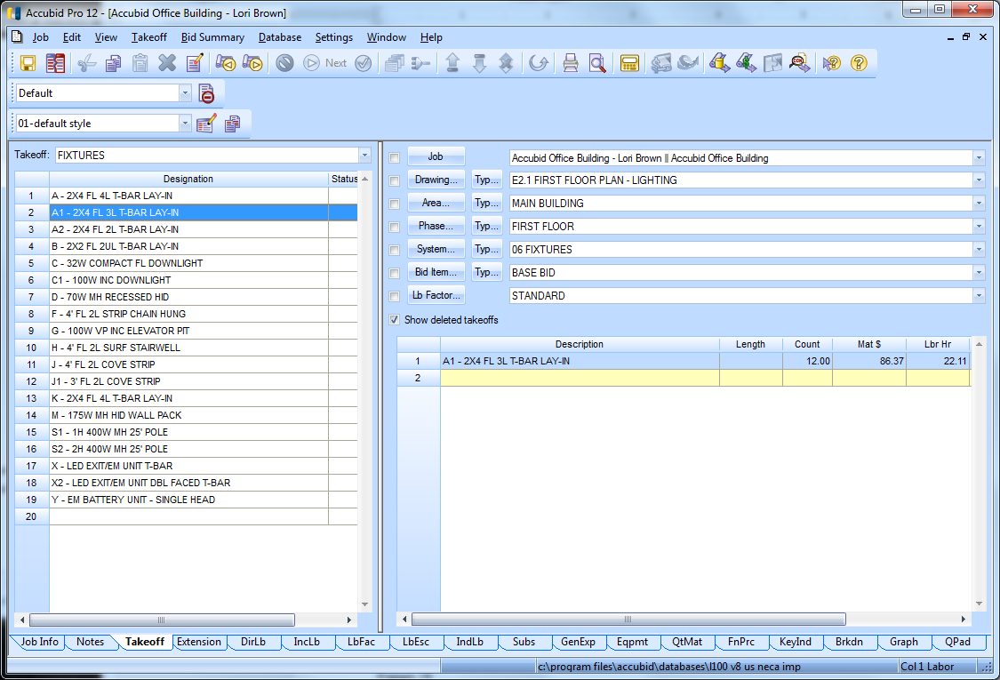 Accubid Pro 12 - [Accubid Office Building - Lori Brown]
Job Edit View Takeoff Bid Summary Database Settings Window Help
Next
Default
01-default style
Takeoff: FIXTURES
Designation Status
1 A - 2X4 FL 4L T-BAR LAY-IN
2 A1 - 2X4 FL 3L T-BAR LAY-IN
3 A2 - 2X4 FL 2L T-BAR LAY-IN
4 B - 2X2 FL 2UL T-BAR LAY-IN
5 C - 32W COMPACT FL DOWNLIGHT
6 C1 - 100W INC DOWNLIGHT
7 D - 70W MH RECESSED HID
8 F - 4' FL 2L STRIP CHAIN HUNG
9 G - 100W VP INC ELEVATOR PIT
10 H - 4' FL 2L SURF STAIRWELL
11 J - 4' FL 2L COVE STRIP
12 J1 - 3' FL 2L COVE STRIP
13 K - 2X4 FL 4L T-BAR LAY-IN
14 M - 175W MH HID WALL PACK
15 S1 - 1H 400W MH 25' POLE
16 S2 - 2H 400W MH 25' POLE
17 X - LED EXIT/EM UNIT T-BAR
18 X2 - LED EXIT/EM UNIT DBL FACED T-BAR
19 Y - EM BATTERY UNIT - SINGLE HEAD
20
Job Accubid Office Building - Lori Brown Accubid Office Building
Drawing... Typ... E2.1 FIRST FLOOR PLAN - LIGHTING
Area... Typ... MAIN BUILDING
Phase... Typ... FIRST FLOOR
System... Typ... 06 FIXTURES
Bid Item... Typ... BASE BID
Lb Factor... STANDARD
Show deleted takeoffs
Description Length Count Mat $ Lbr Hr
1 A1 - 2X4 FL 3L T-BAR LAY-IN 12.00 86.37 22.11
2
Job Info Notes Takeoff Extension DirLb IncLb LbFac LbEsc IndLb Subs GenExp Eqpmt QtMat FnPrc KeyInd Brkdn Graph QPad
c:\program files\accubid\databases\l100 v8 us neca imp Col 1 Labor